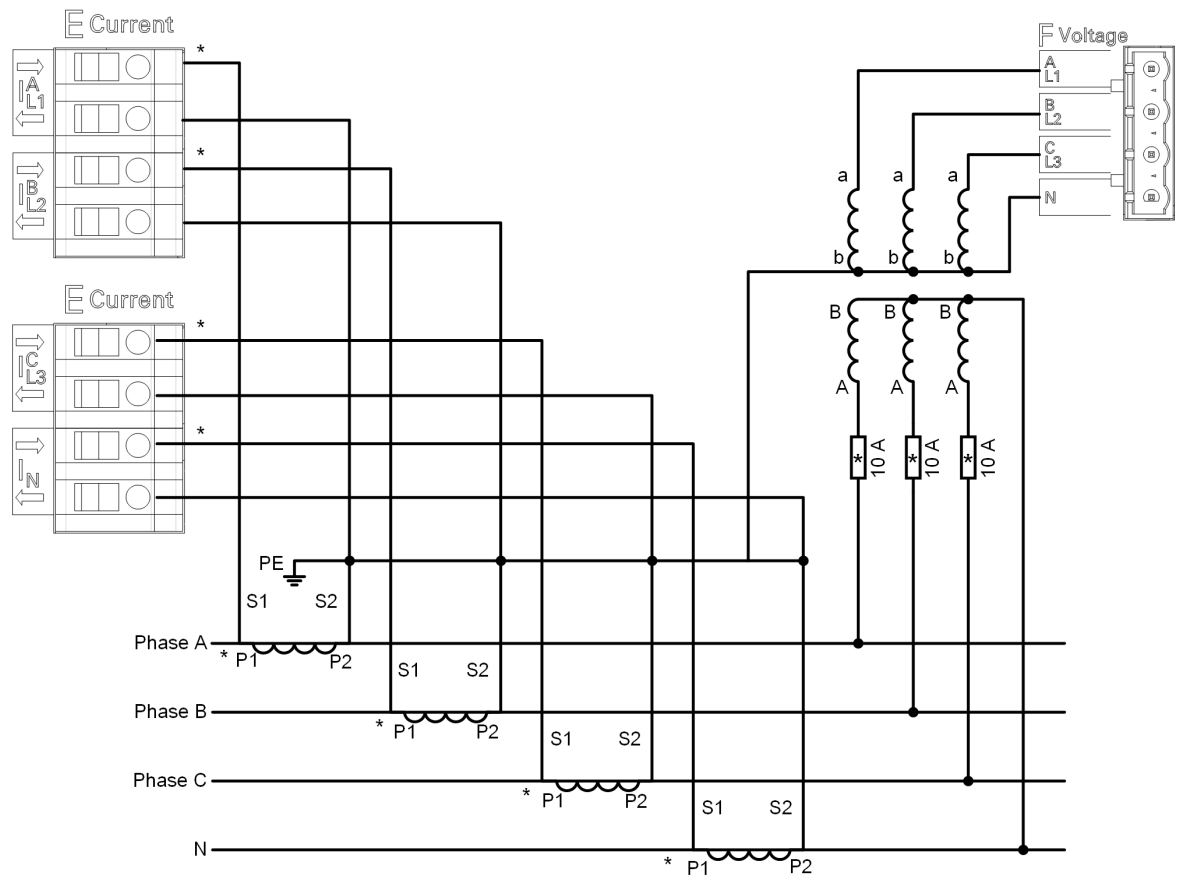 E Current
*
I A L1
*
I B L2
E Current
*
I C L3
*
I N
F Voltage
A
L1
B
L2
C
L3
N
a a a
b b b
B B B
A A A
* 10 A * 10 A * 10 A
PE
S1 S2
Phase A
* P1 P2
S1 S2
Phase B
* P1 P2
S1 S2
Phase C
* P1 P2
S1 S2
N
* P1 P2